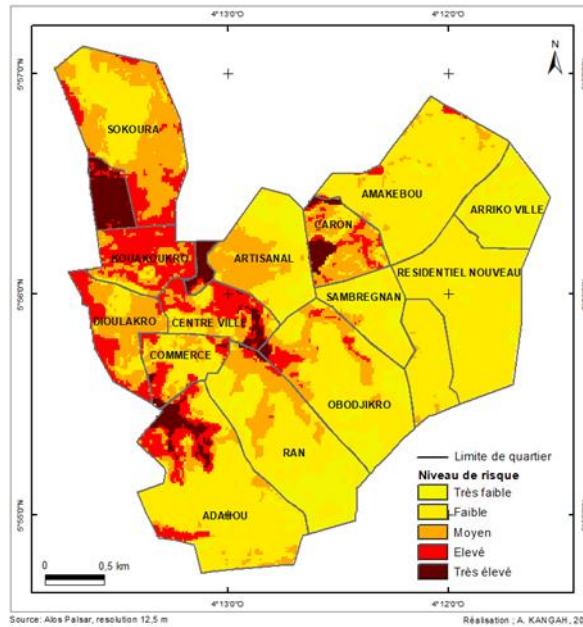 4°13'0"O 4°12'0"O
N
5°57'0"N
SOKOURA
AMAKEBOU
ARRIKO VILLE
CARON
KOUAKOUKRO
ARTISANAL
RESIDENTIEL NOUVEAU
5°56'0"N
SAMBREGNAN
DIOULAKRO
CENTRE VILLE
COMMERCE
OBODJIKRO
RAN
Limite de quartier
Niveau de risque
Très faible
Faible
Moyen
Elevé
Très élevé
5°55'0"N
ADAHOU
0 0,5 km
4°13'0"O 4°12'0"O
Source: Alos Palsar, resolution 12,5 m
Réalisation ; A. KANGAH, 20